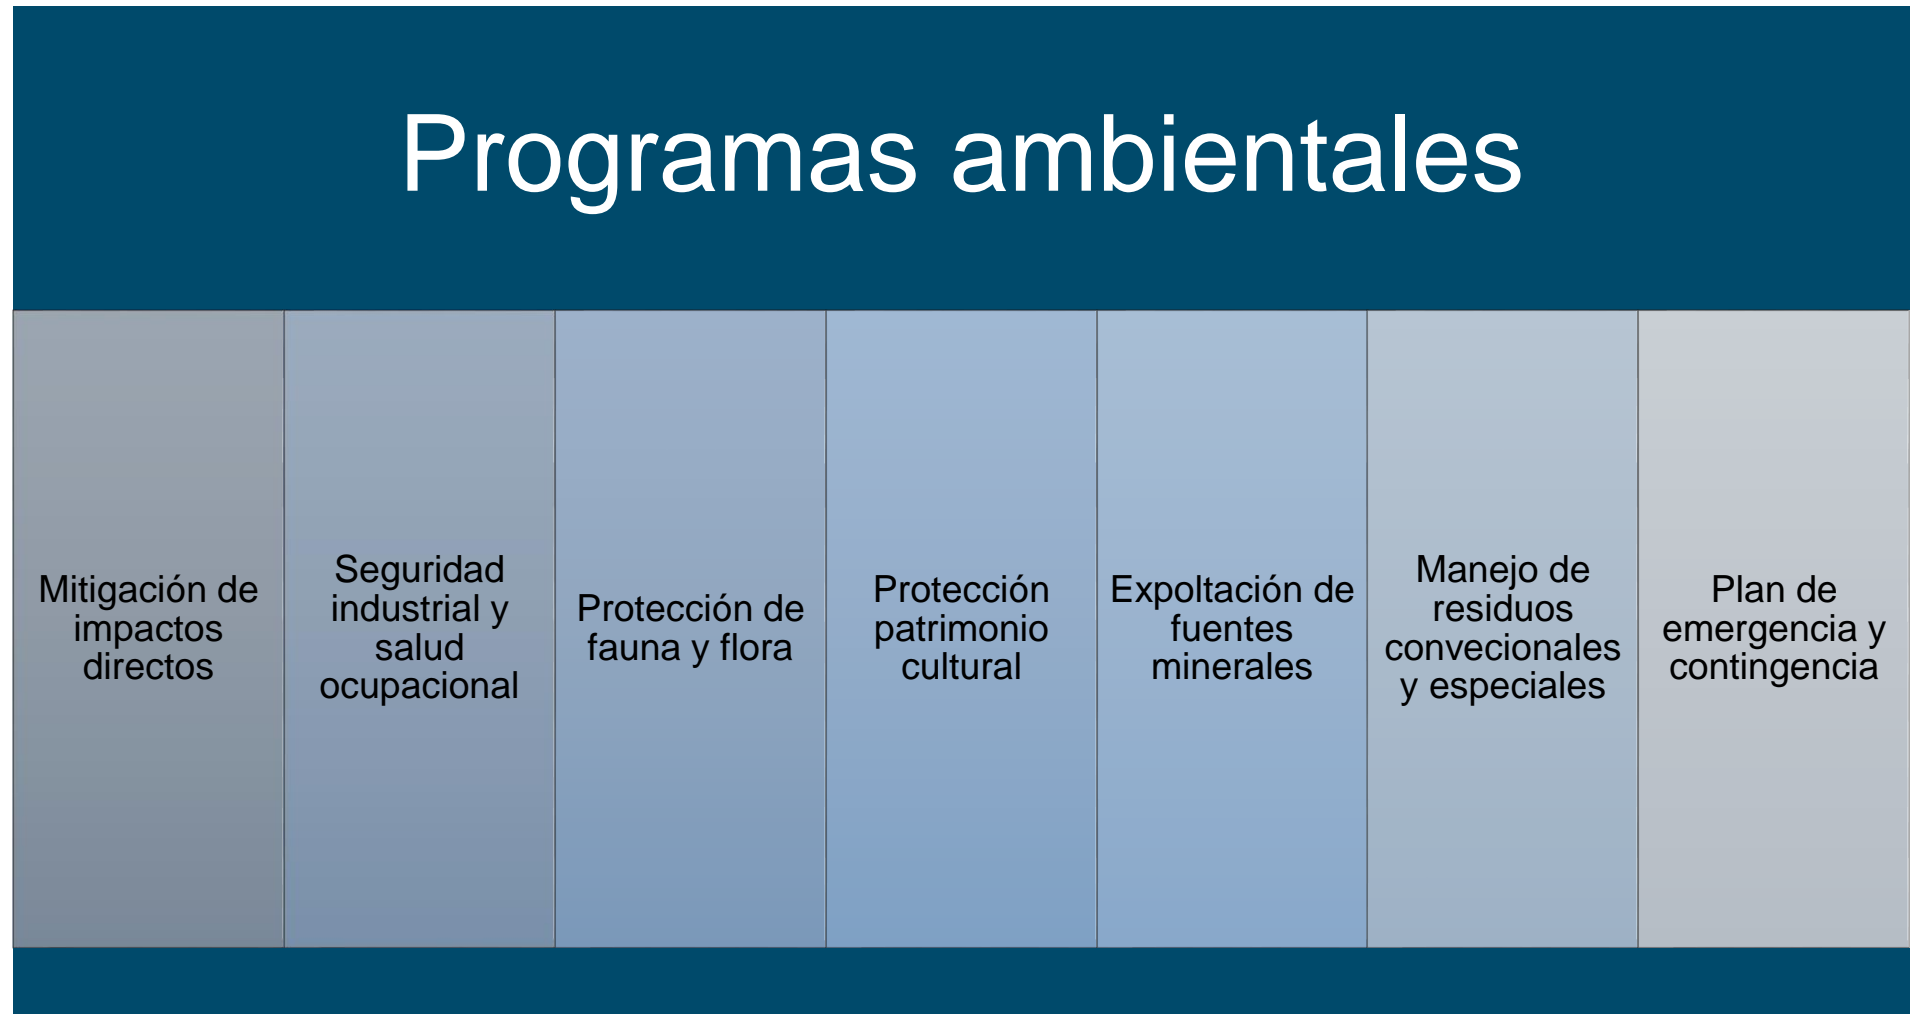 Programas ambientales
Mitigación de
impactos
directos
Seguridad
industrial y
salud
ocupacional
Protección de
fauna y flora
Protección
patrimonio
cultural
Expoltación de
fuentes
minerales
Manejo de
residuos
convecionales
y especiales
Plan de
emergencia y
contingencia